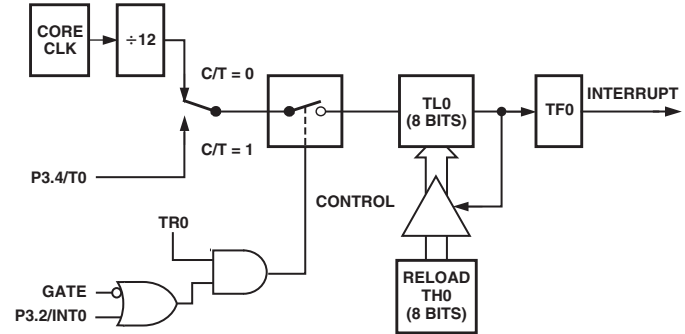 CORE
CLK
÷12
C/T = 0
C/T = 1
P3.4/T0
TL0
(8 BITS)
TF0
INTERRUPT
CONTROL
TR0
GATE
P3.2/INT0
RELOAD
TH0
(8 BITS)